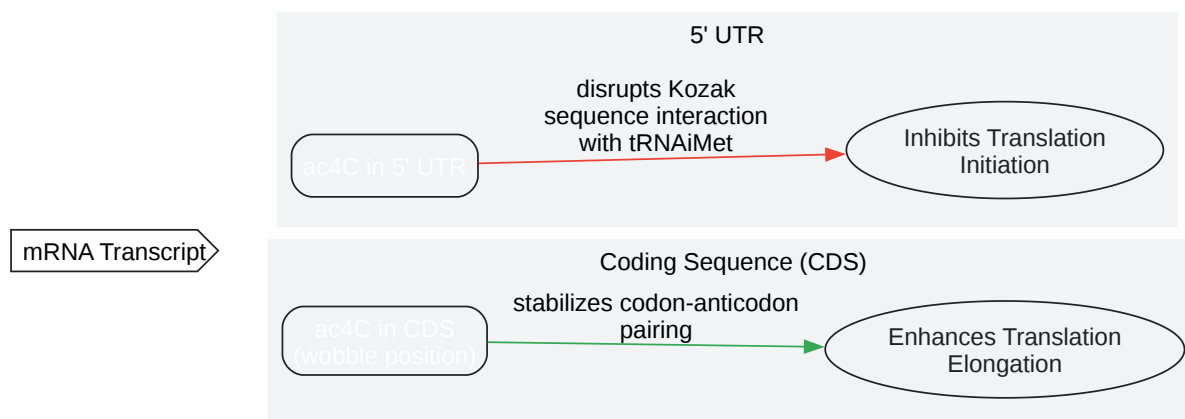 5' UTR
disrupts Kozak
sequence interaction
with tRNAiMet
ac4C in 5' UTR
Inhibits Translation
Initiation
mRNA Transcript
Coding Sequence (CDS)
stabilizes codon-anticodon
pairing
ac4C in CDS
(wobble position)
Enhances Translation
Elongation